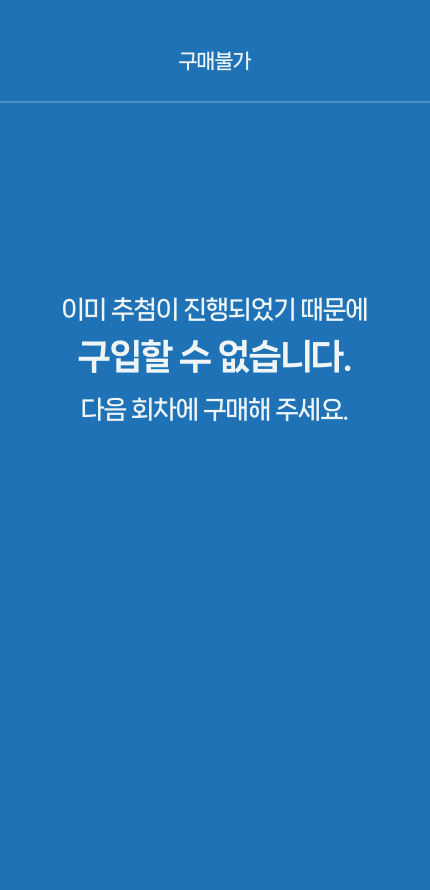 구매불가
이미 추첨이 진행되었기 때문에
구입할 수 없습니다.
다음 회차에 구매해 주세요.